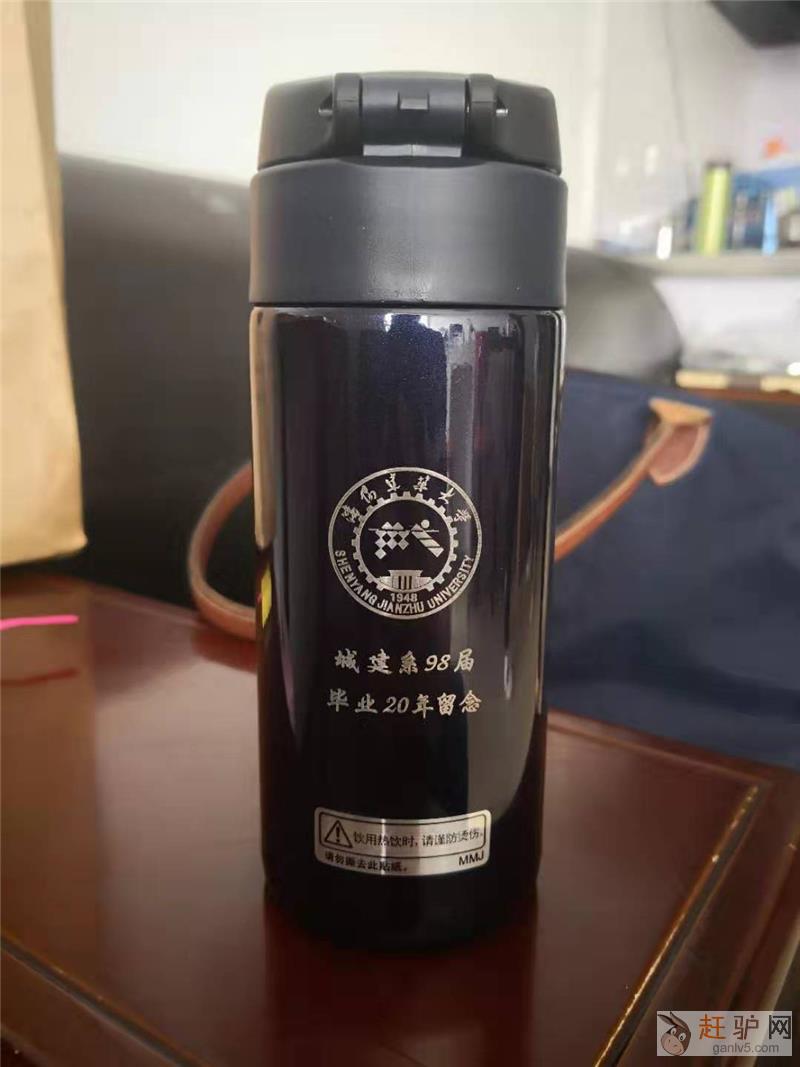 沈阳建筑大学
SHENYANG JIANZHU UNIVERSITY
1948
城建系98届
毕业20年留念
饮用热饮时，请谨防烫伤。
请勿撕去此贴纸。
MMJ
赶驴网
ganlv5.com